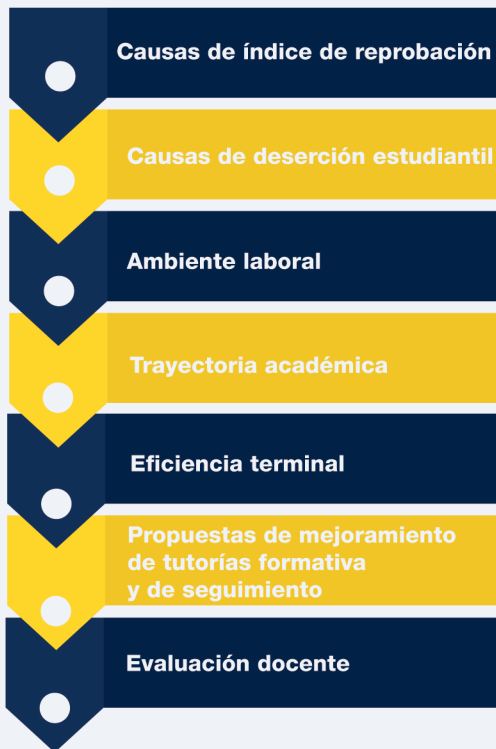 Causas de índice de reprobación
Causas de deserción estudiantil
Ambiente laboral
Trayectoria académica
Eficiencia terminal
Propuestas de mejoramiento
de tutorías formativa
y de seguimiento
Evaluación docente